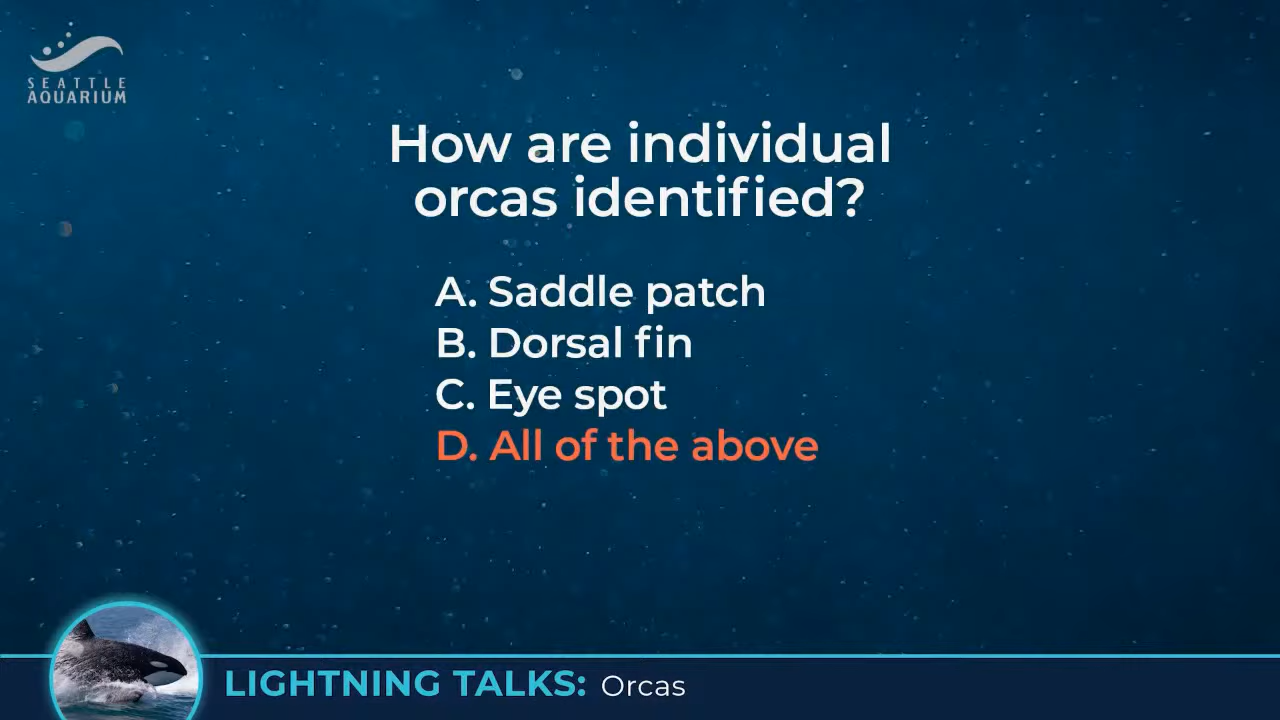 SEATTLE
AQUARIUM
How are individual
orcas identified?
A. Saddle patch
B. Dorsal fin
C. Eye spot
D. All of the above
LIGHTNING TALKS: Orcas